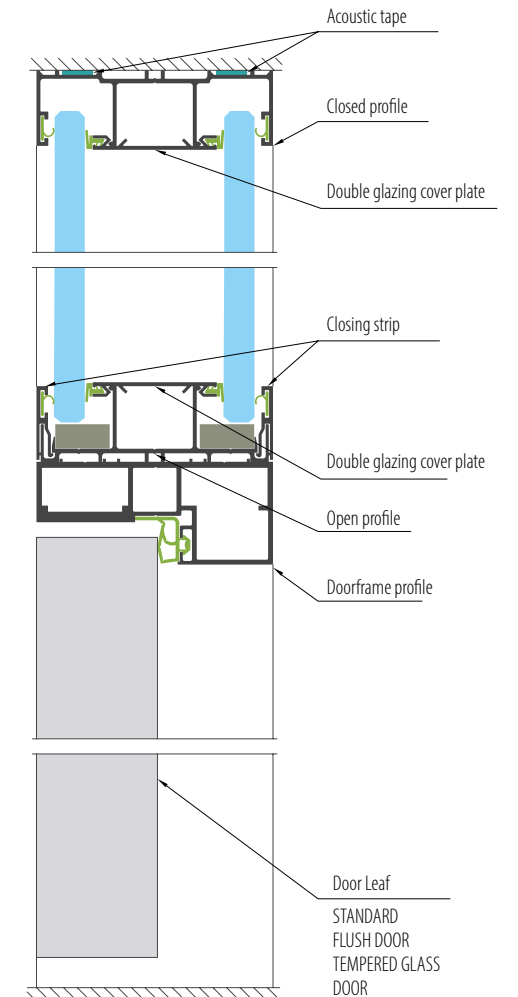 Acoustic tape
Closed profile
Double glazing cover plate
Closing strip
Double glazing cover plate
Open profile
Doorframe profile
Door Leaf
STANDARD
FLUSH DOOR
TEMPERED GLASS
DOOR